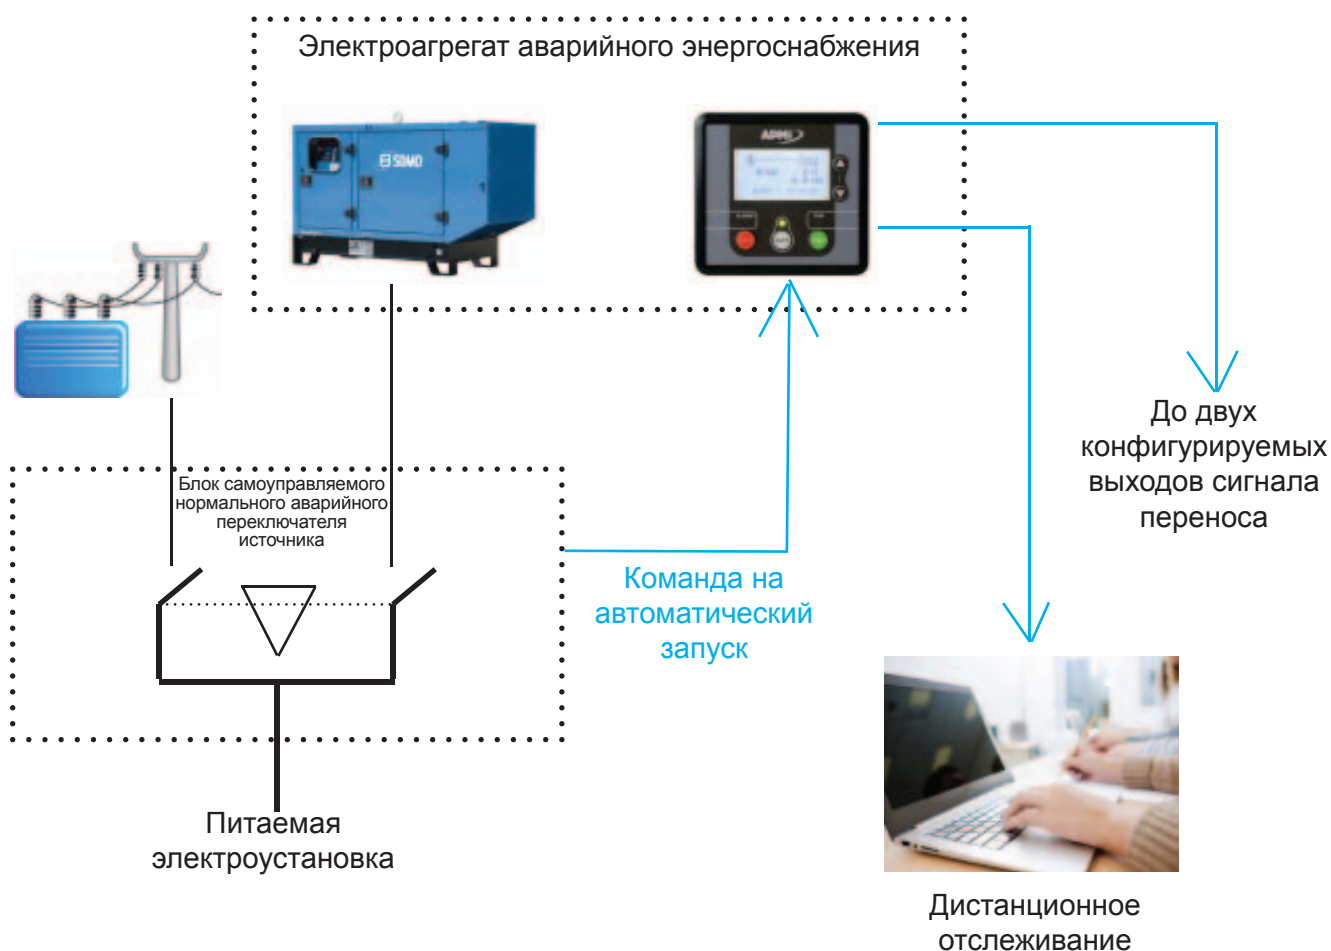 Электроагрегат аварийного энергоснабжения
SDMO
Блок самоуправляемого
нормального аварийного
переключателя
источника
До двух
конфигурируемых
выходов сигнала
переноса
Команда на
автоматический
запуск
Питаемая
электроустановка
Дистанционное
отслеживание